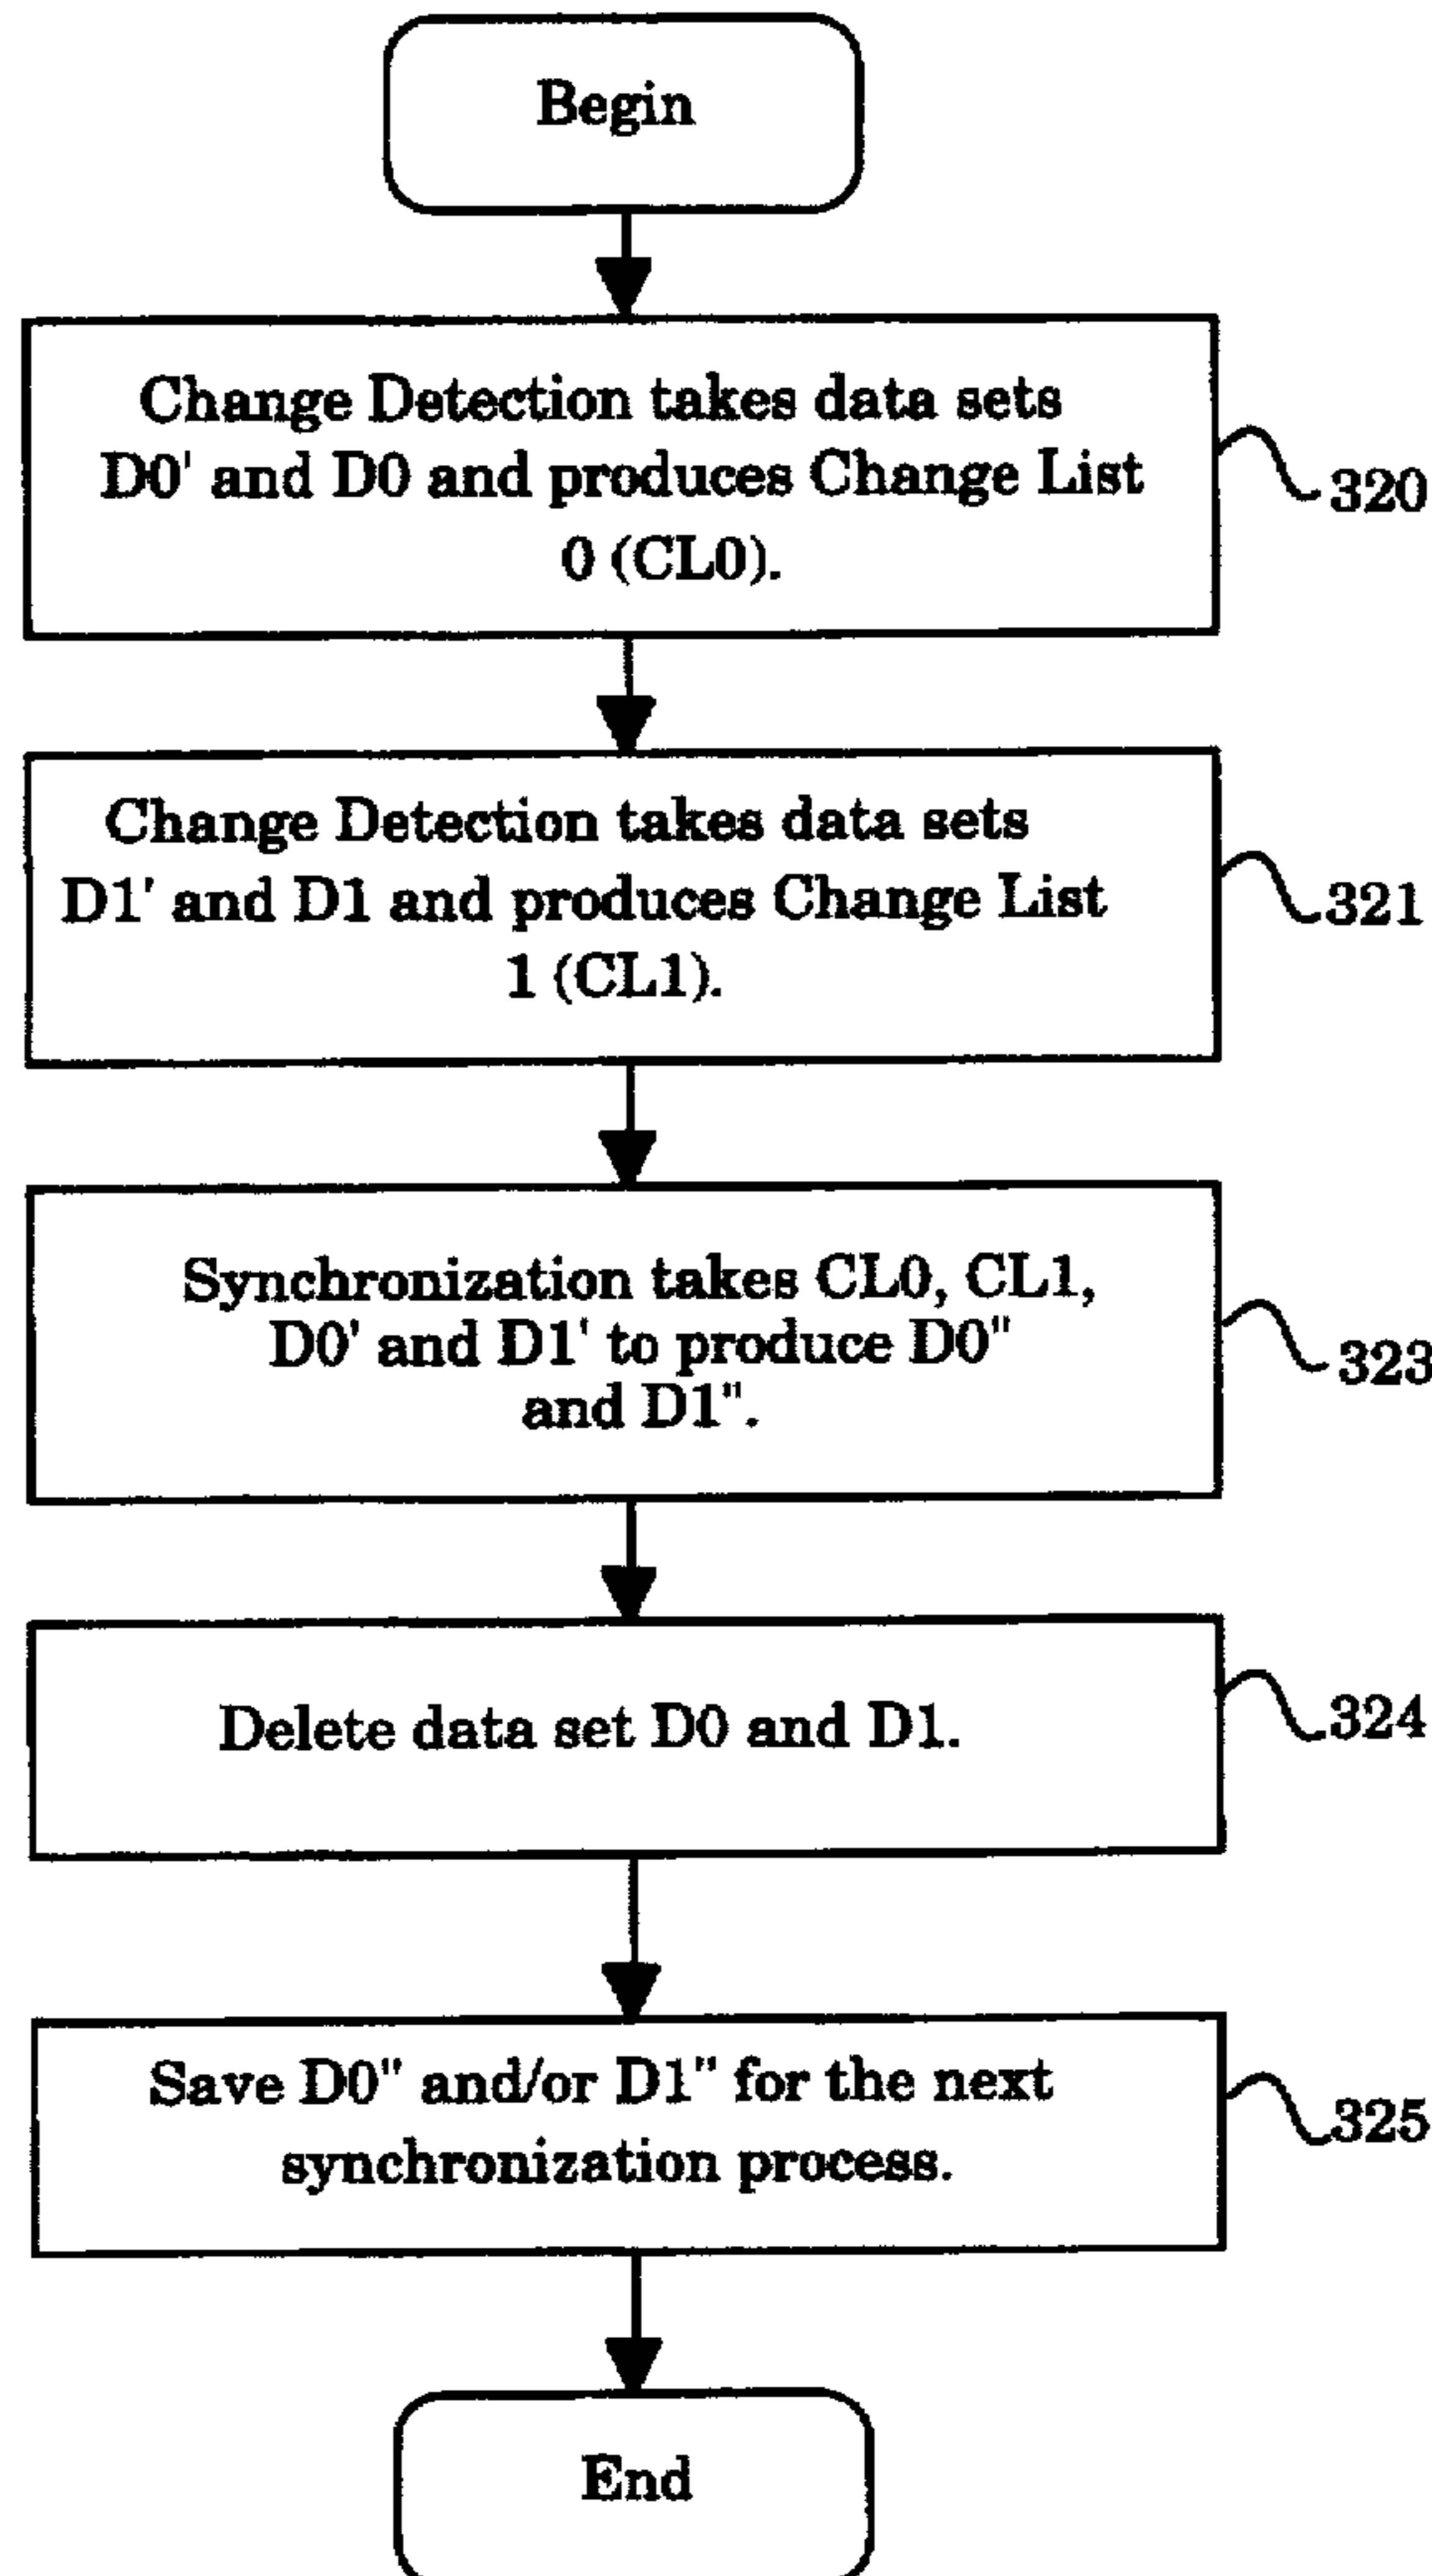 Begin
Change Detection takes data sets
D0' and D0 and produces Change List
0 (CL0).
320
Change Detection takes data sets
D1' and D1 and produces Change List
1 (CL1).
321
Synchronization takes CL0, CL1,
D0' and D1' to produce D0"
and D1".
323
Delete data set D0 and D1.
324
Save D0" and/or D1" for the next
synchronization process.
325
End